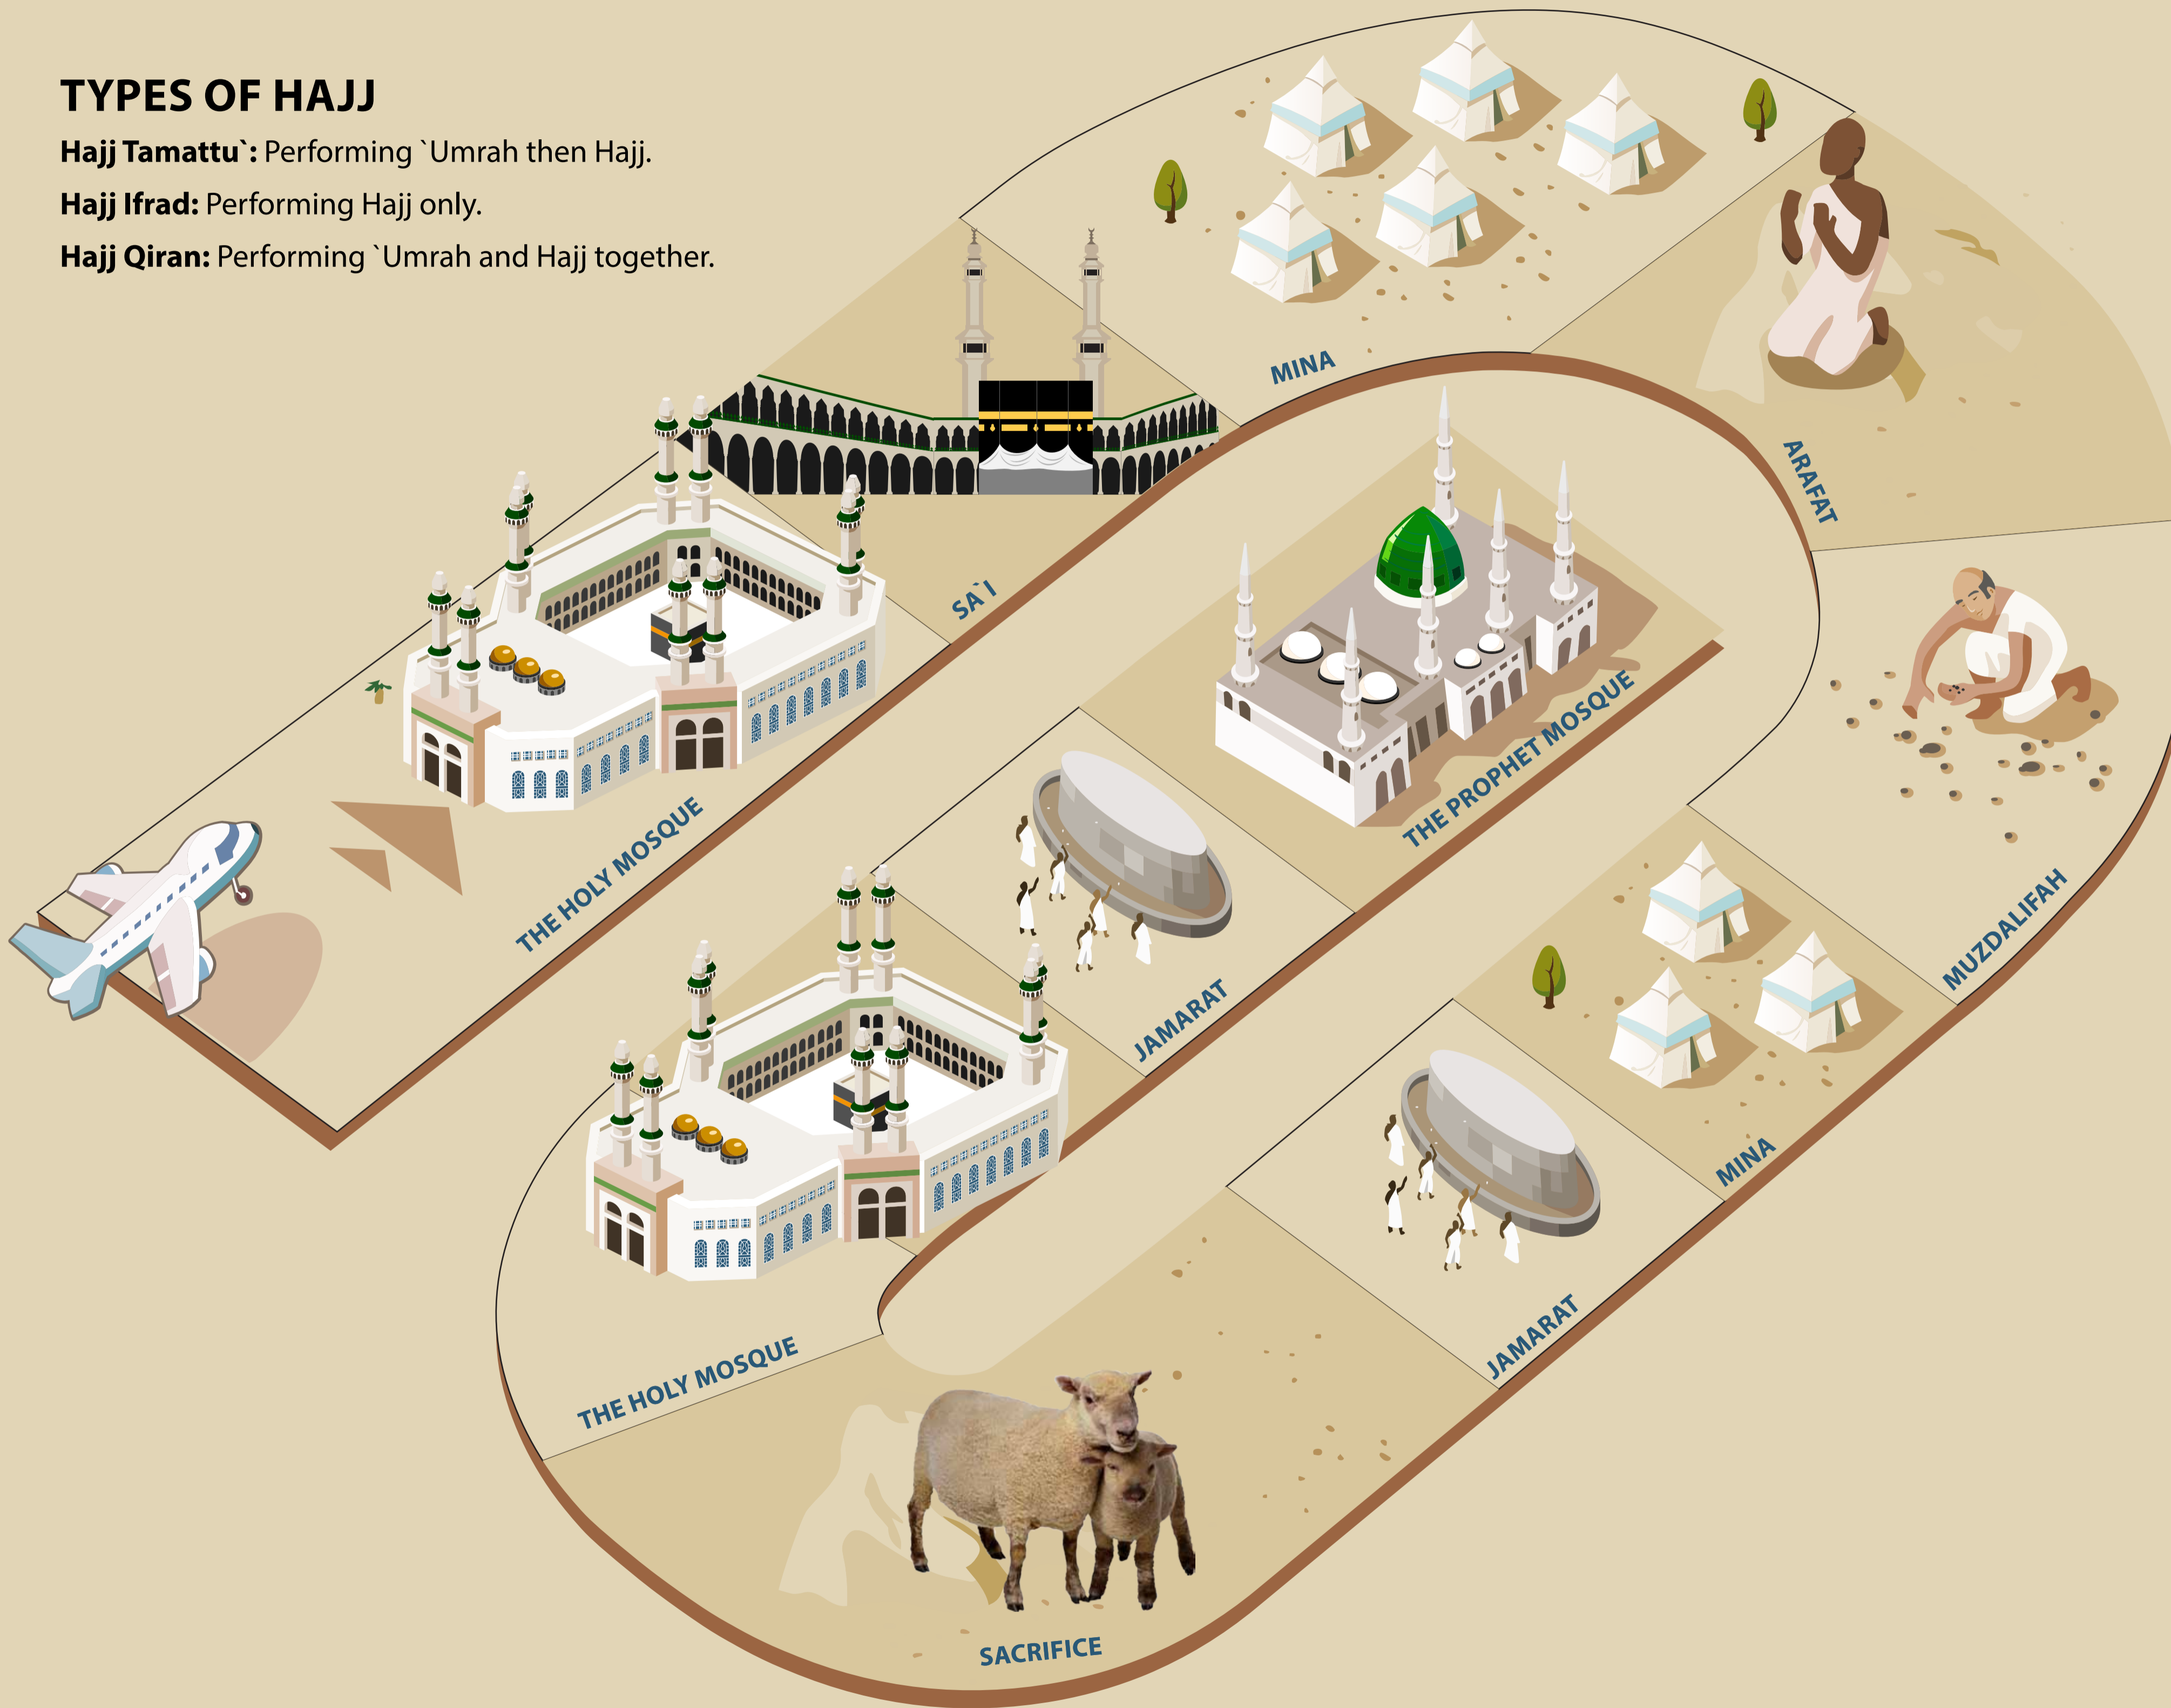 TYPES OF HAJJ
Hajj Tamattu`: Performing `Umrah then Hajj.
Hajj Ifrad: Performing Hajj only.
Hajj Qiran: Performing `Umrah and Hajj together.
THE HOLY MOSQUE
SA`I
MINA
ARAFAT
MUZDALIFAH
MINA
JAMARAT
SACRIFICE
THE HOLY MOSQUE
JAMARAT
THE PROPHET MOSQUE